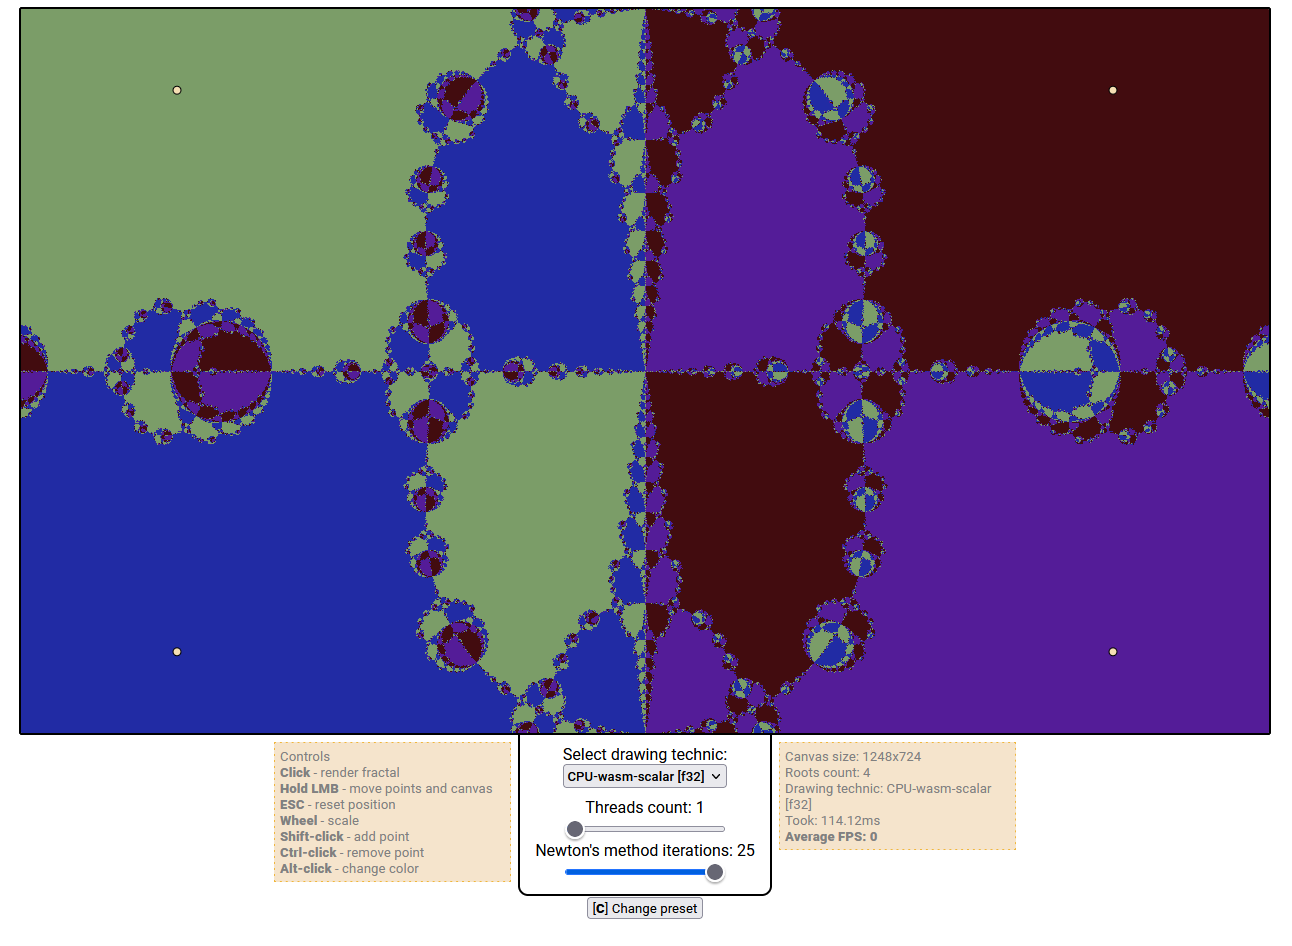 Select drawing technic:
CPU-wasm-scalar [f32]
Threads count: 1
Newton's method iterations: 25
[C] Change preset
Controls
Click - render fractal
Hold LMB - move points and canvas
ESC - reset position
Wheel - scale
Shift-click - add point
Ctrl-click - remove point
Alt-click - change color
Canvas size: 1248x724
Roots count: 4
Drawing technic: CPU-wasm-scalar
[f32]
Took: 114.12ms
Average FPS: 0